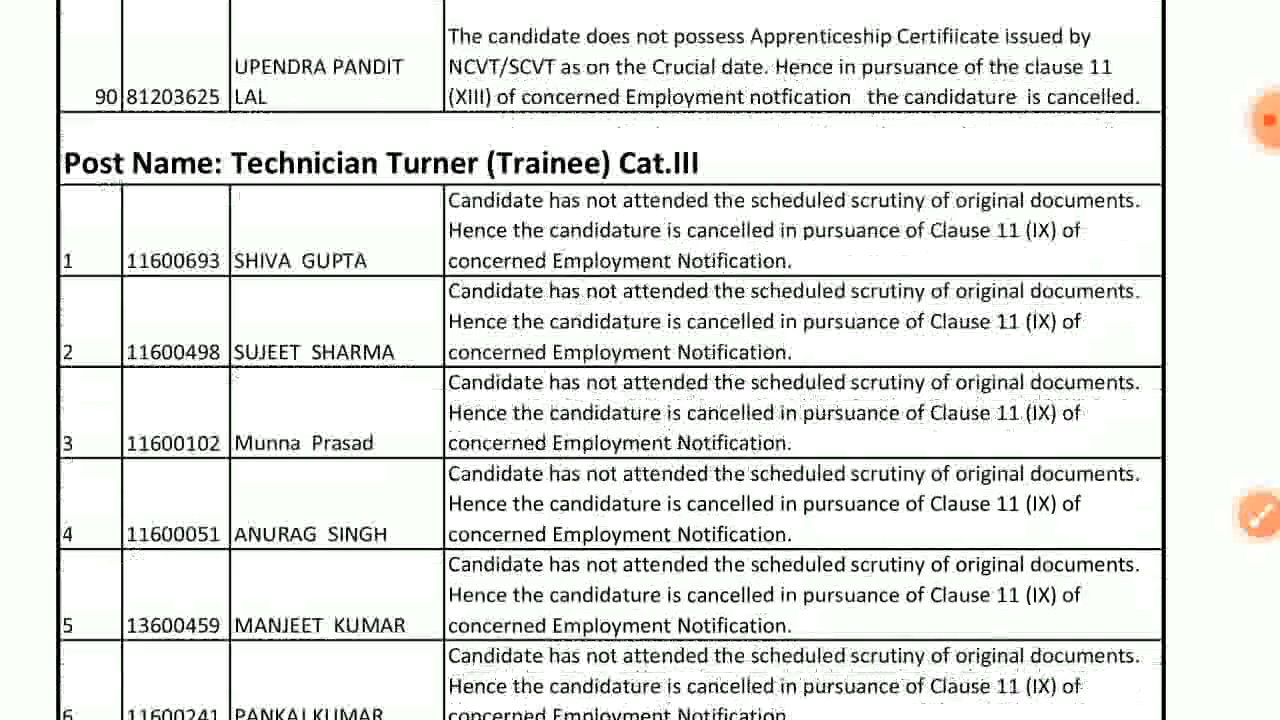 The candidate does not possess Apprenticeship Certifiicate issued by
UPENDRA PANDIT NCVT/SCVT as on the Crucial date. Hence in pursuance of the clause 11
90 81203625 LAL (XIII) of concerned Employment notfication the candidature is cancelled.
Post Name: Technician Turner (Trainee) Cat.III
Candidate has not attended the scheduled scrutiny of original documents.
Hence the candidature is cancelled in pursuance of Clause 11 (IX) of
1 11600693 SHIVA GUPTA concerned Employment Notification.
Candidate has not attended the scheduled scrutiny of original documents.
Hence the candidature is cancelled in pursuance of Clause 11 (IX) of
2 11600498 SUJEET SHARMA concerned Employment Notification.
Candidate has not attended the scheduled scrutiny of original documents.
Hence the candidature is cancelled in pursuance of Clause 11 (IX) of
3 11600102 Munna Prasad concerned Employment Notification.
Candidate has not attended the scheduled scrutiny of original documents.
Hence the candidature is cancelled in pursuance of Clause 11 (IX) of
4 11600051 ANURAG SINGH concerned Employment Notification.
Candidate has not attended the scheduled scrutiny of original documents.
Hence the candidature is cancelled in pursuance of Clause 11 (IX) of
5 13600459 MANJEET KUMAR concerned Employment Notification.
Candidate has not attended the scheduled scrutiny of original documents.
Hence the candidature is cancelled in pursuance of Clause 11 (IX) of
6 11600241 PANKAJ KUMAR concerned Employment Notification.